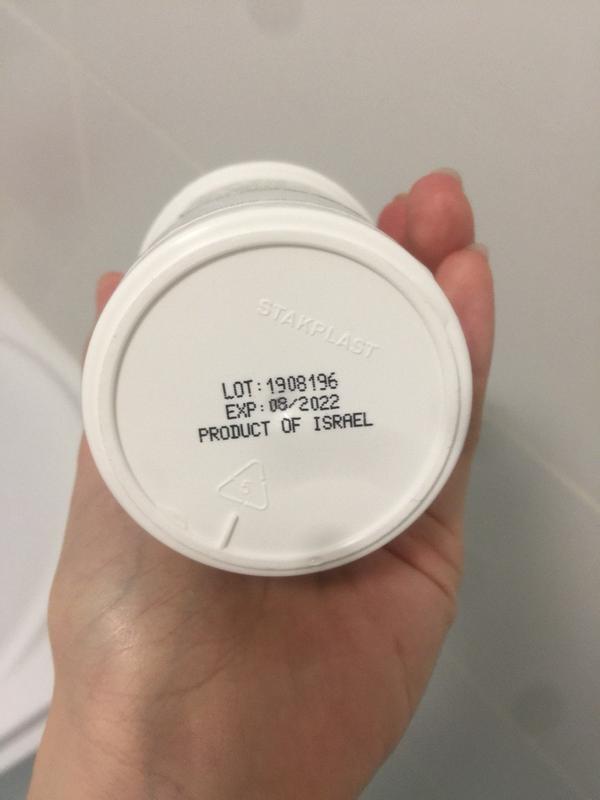 STAKPLAST
LOT:1908196
EXP:08/2022
PRODUCT OF ISRAEL
5